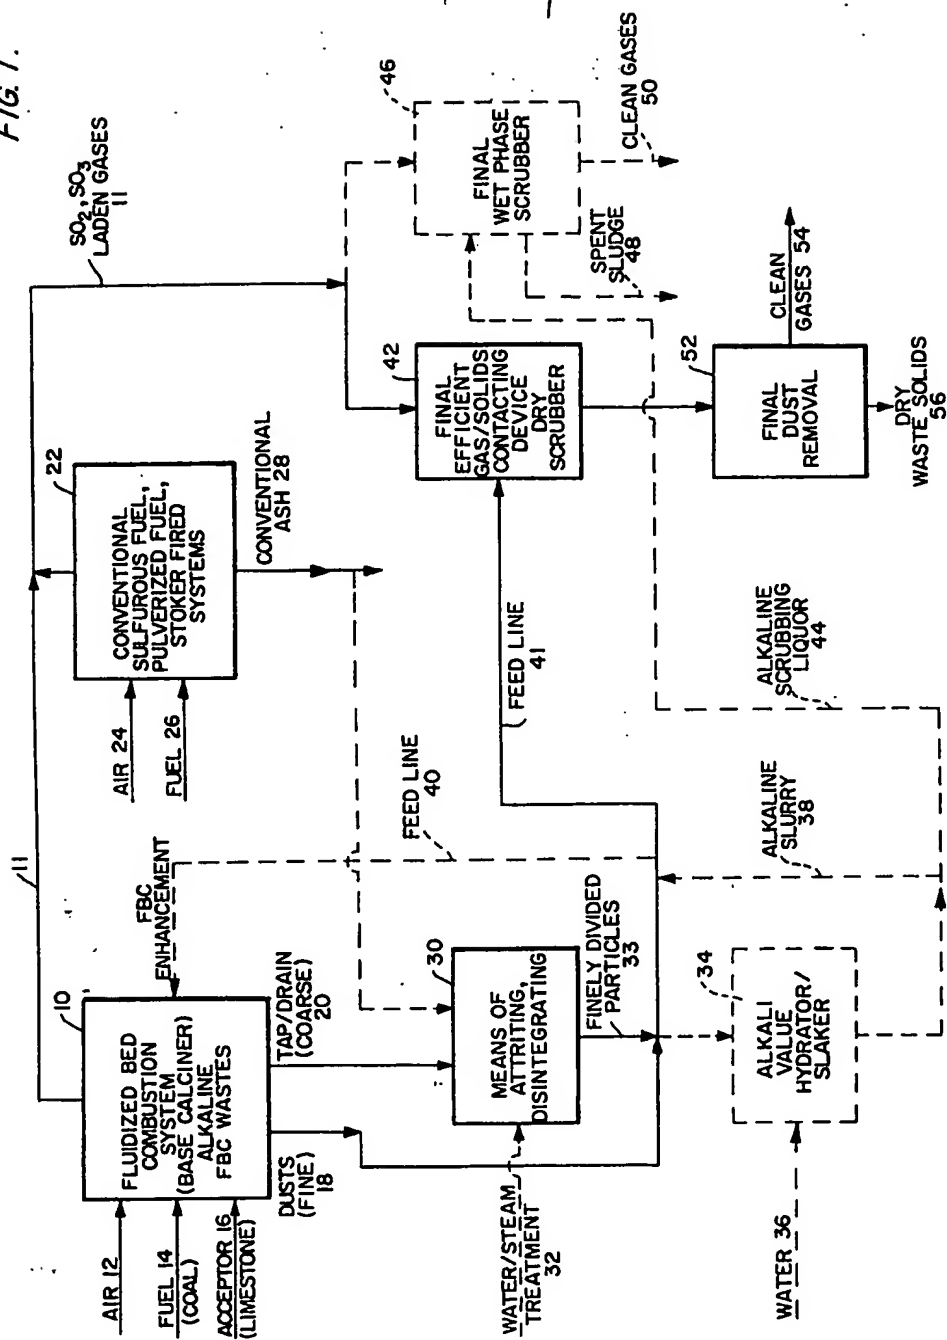 FIG. 1.
11
SO2, SO3
LADEN GASES
11
10
FLUIDIZED BED
COMBUSTION
SYSTEM
(BASE CALCINER)
ALKALINE
FBC WASTES
AIR 12
FUEL 14
(COAL)
ACCEPTOR 16
(LIMESTONE)
FBC
ENHANCEMENT
DUSTS
(FINE)
18
TAP/DRAIN
(COARSE)
20
22
CONVENTIONAL
SULFUROUS FUEL,
PULVERIZED FUEL,
STOKER FIRED
SYSTEMS
AIR 24
FUEL 26
CONVENTIONAL
ASH 28
30
MEANS OF
ATTRITING,
DISINTEGRATING
WATER/STEAM
TREATMENT
32
FINELY DIVIDED
PARTICLES
33
FEED LINE
40
FEED LINE
41
42
FINAL
EFFICIENT
GAS/SOLIDS
CONTACTING
DEVICE
DRY
SCRUBBER
46
FINAL
WET PHASE
SCRUBBER
SPENT
SLUDGE
48
CLEAN GASES
50
34
ALKALI
VALUE
HYDRATOR/
SLAKER
WATER 36
ALKALINE
SLURRY
38
ALKALINE
SCRUBBING
LIQUOR
44
52
FINAL
DUST
REMOVAL
CLEAN
GASES 54
DRY
WASTE SOLIDS
56